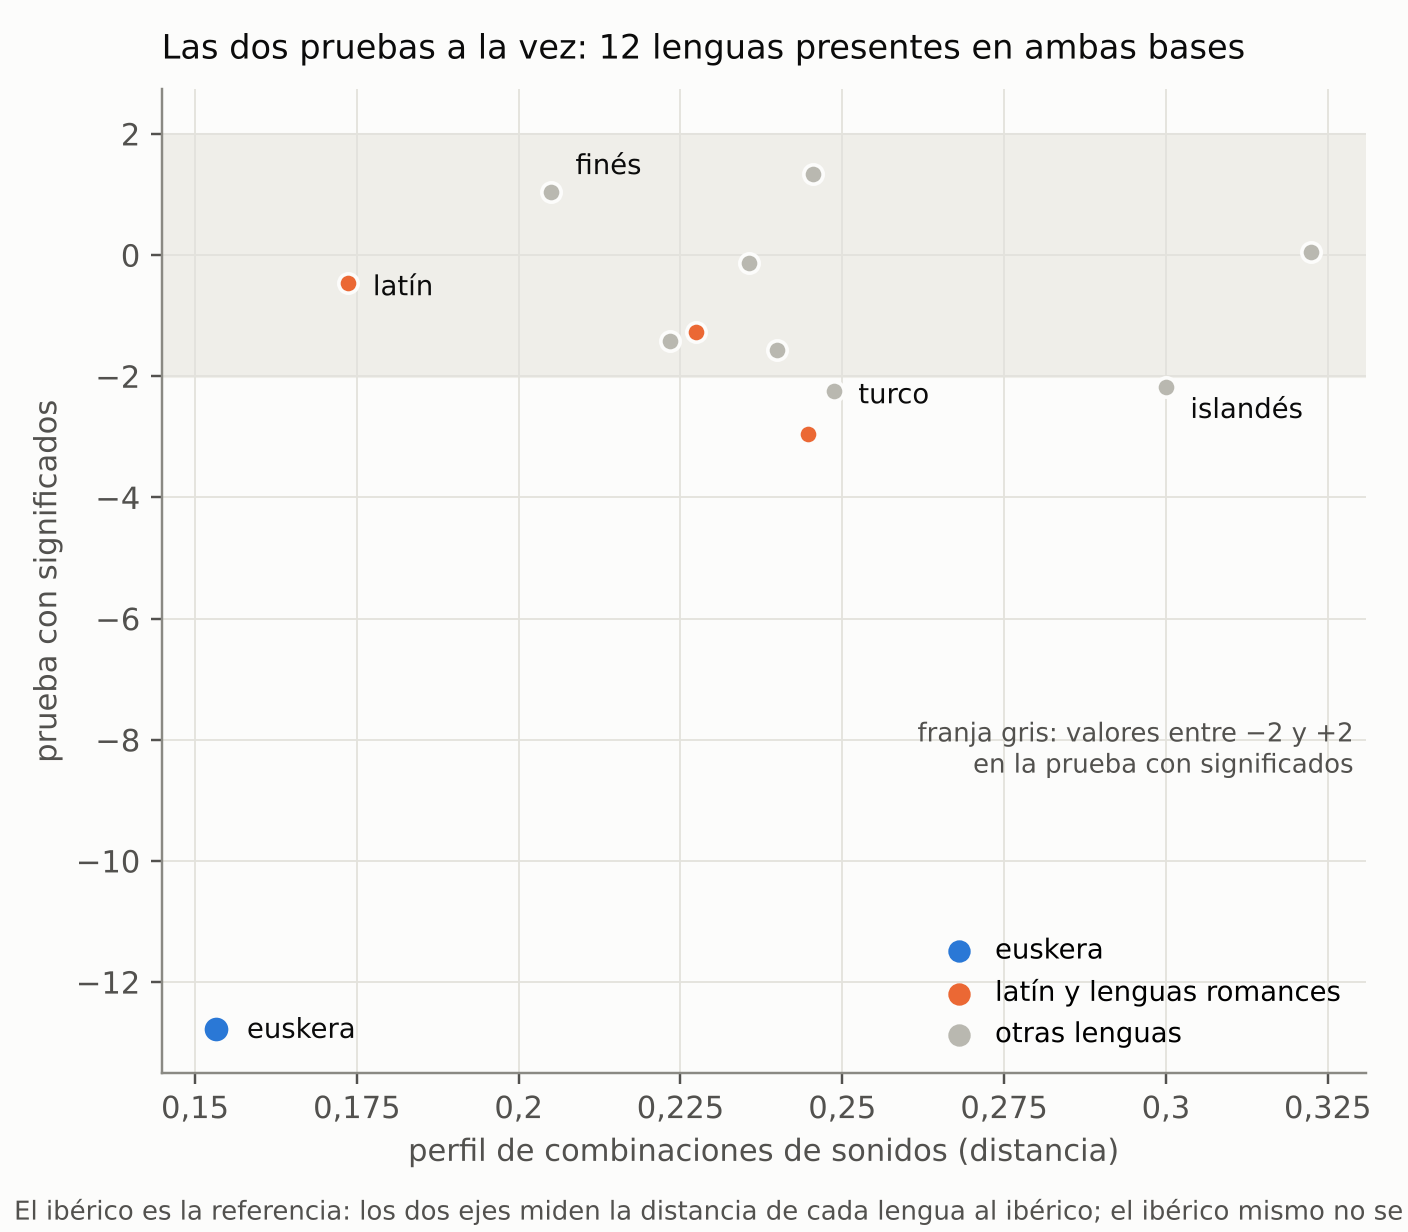 Las dos pruebas a la vez: 12 lenguas presentes en ambas bases
2
0
−2
−4
−6
−8
−10
−12
prueba con significados
finés
latín
turco
islandés
franja gris: valores entre −2 y +2
en la prueba con significados
euskera
euskera
latín y lenguas romances
otras lenguas
0,15 0,175 0,2 0,225 0,25 0,275 0,3 0,325
perfil de combinaciones de sonidos (distancia)
El ibérico es la referencia: los dos ejes miden la distancia de cada lengua al ibérico; el ibérico mismo no se